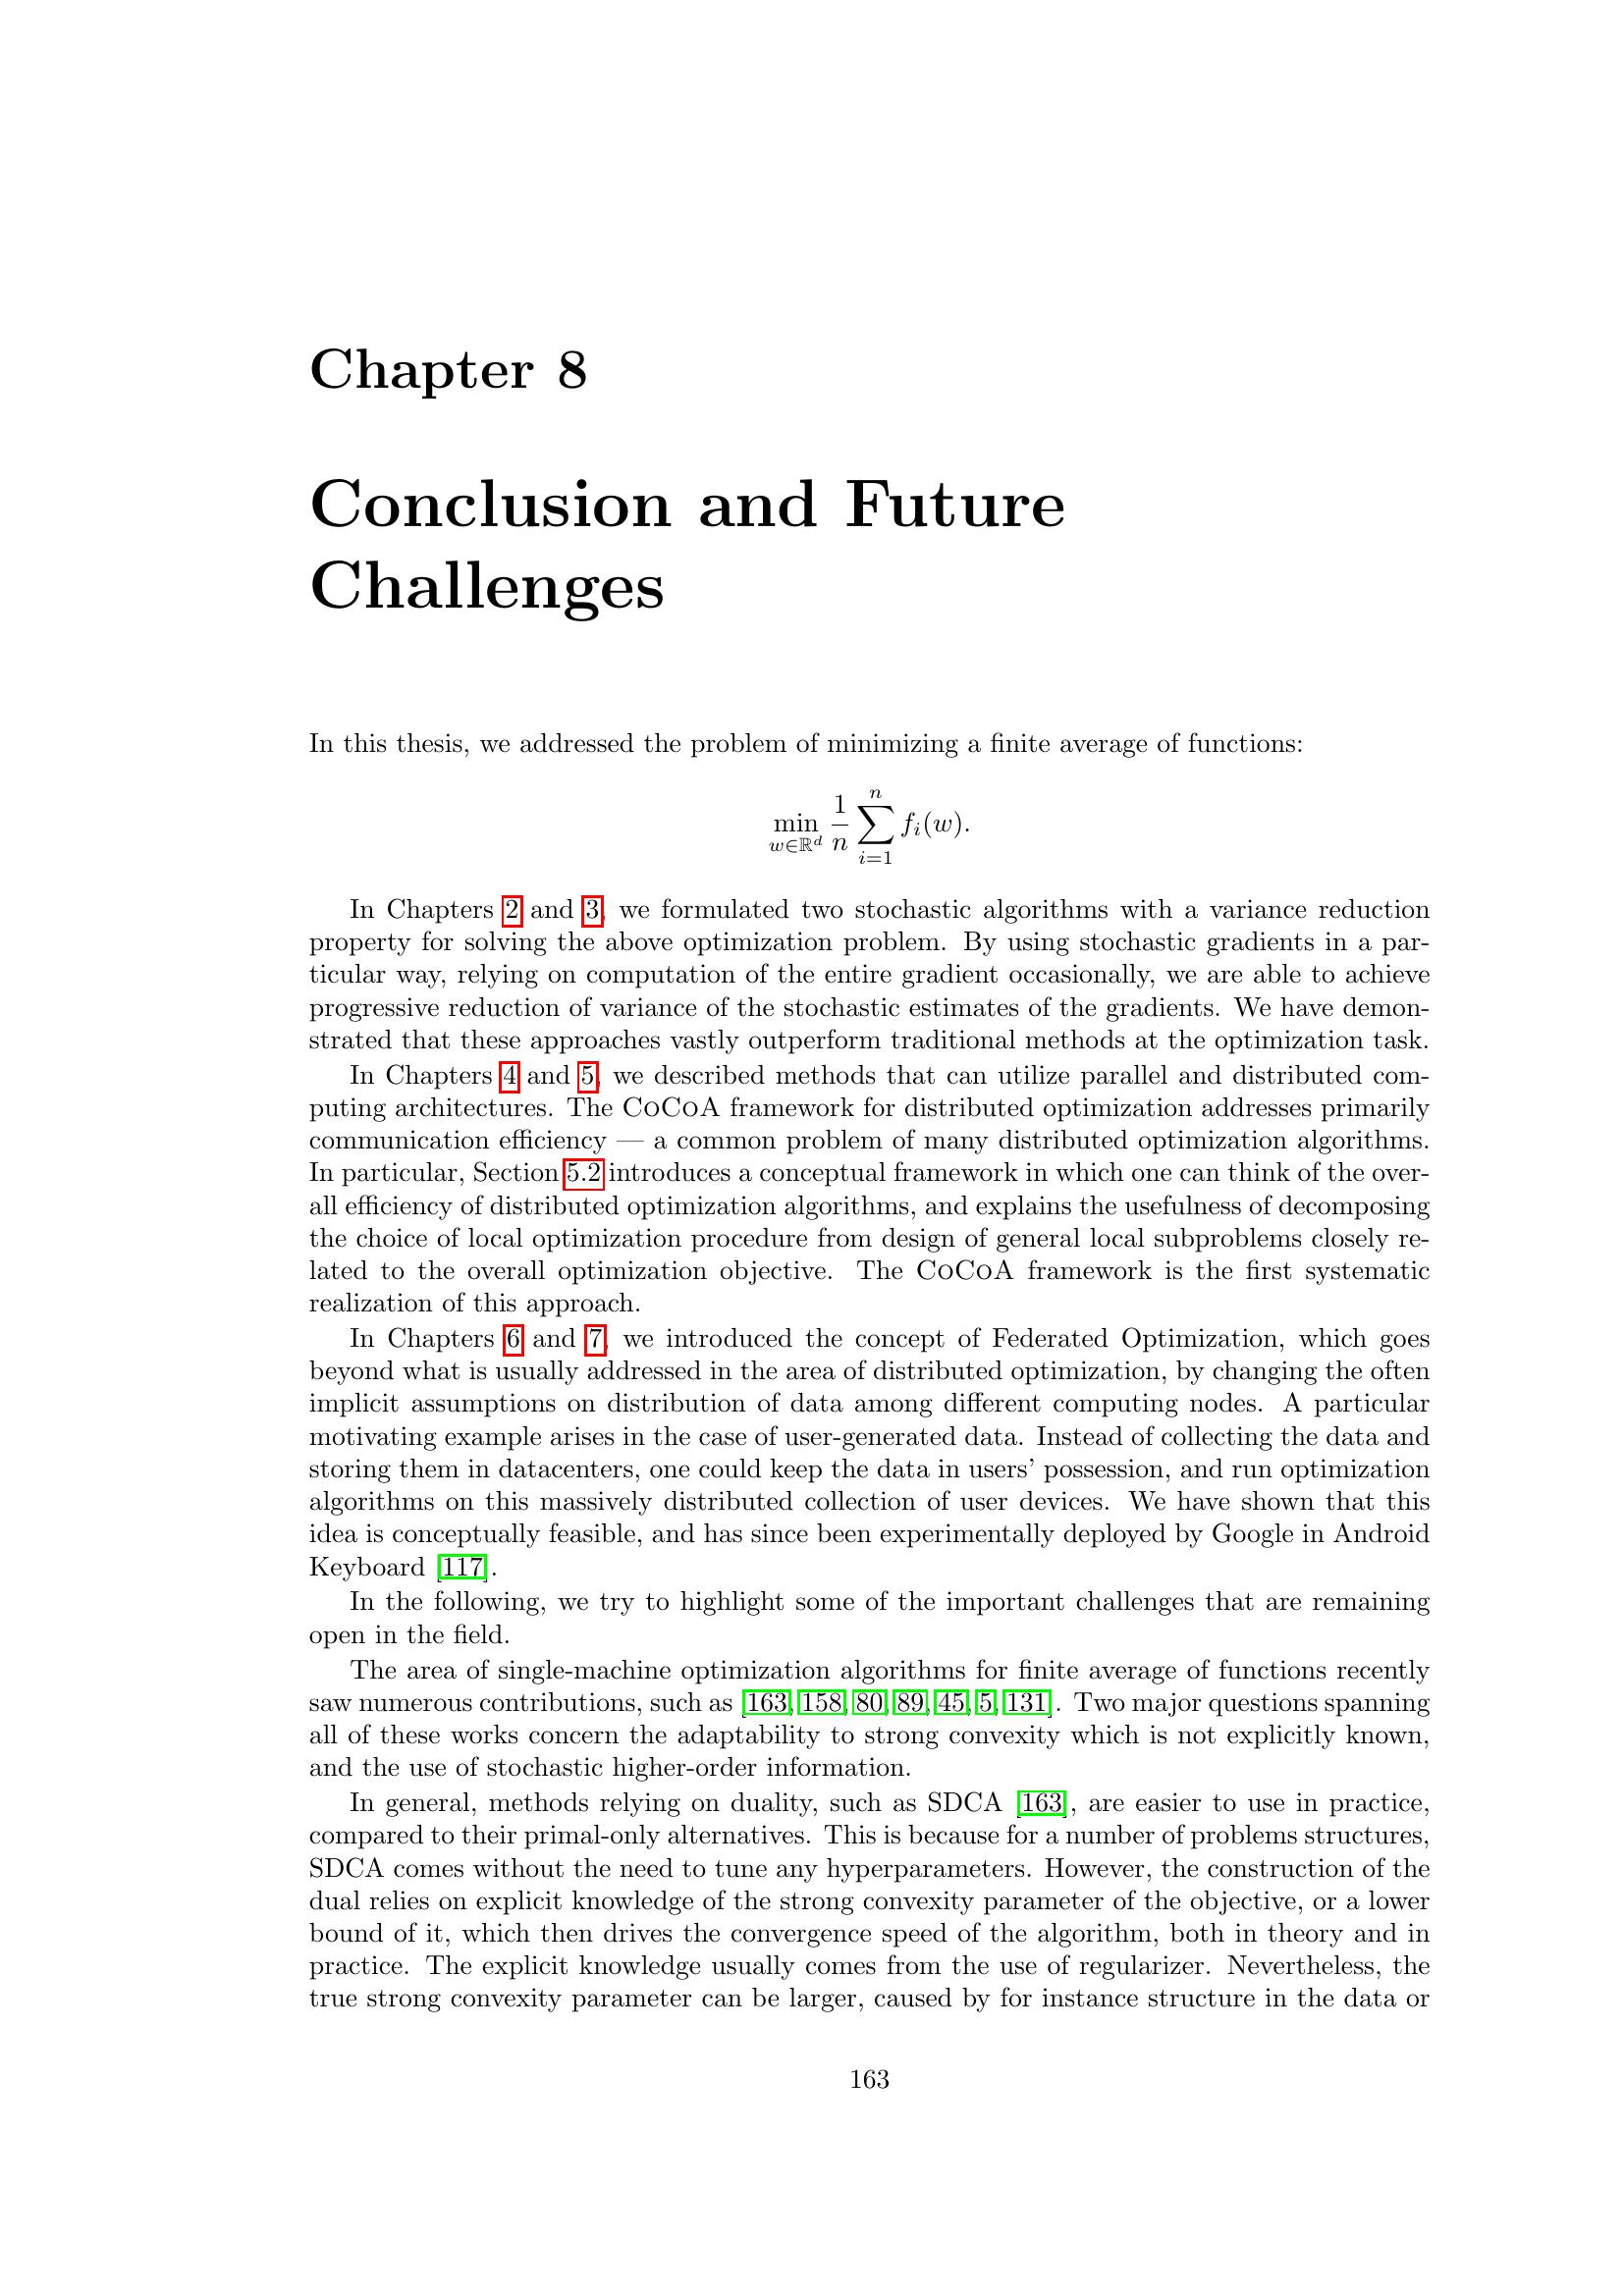 Chapter 8
Conclusion and Future
Challenges
In this thesis, we addressed the problem of minimizing a finite average of functions:
\min_{w \in \mathbb{R}^d} \frac{1}{n} \sum_{i=1}^{n} f_i(w).
In Chapters 2 and 3, we formulated two stochastic algorithms with a variance reduction
property for solving the above optimization problem. By using stochastic gradients in a par-
ticular way, relying on computation of the entire gradient occasionally, we are able to achieve
progressive reduction of variance of the stochastic estimates of the gradients. We have demon-
strated that these approaches vastly outperform traditional methods at the optimization task.
In Chapters 4 and 5, we described methods that can utilize parallel and distributed com-
puting architectures. The CoCoA framework for distributed optimization addresses primarily
communication efficiency — a common problem of many distributed optimization algorithms.
In particular, Section 5.2 introduces a conceptual framework in which one can think of the over-
all efficiency of distributed optimization algorithms, and explains the usefulness of decomposing
the choice of local optimization procedure from design of general local subproblems closely re-
lated to the overall optimization objective. The CoCoA framework is the first systematic
realization of this approach.
In Chapters 6 and 7, we introduced the concept of Federated Optimization, which goes
beyond what is usually addressed in the area of distributed optimization, by changing the often
implicit assumptions on distribution of data among different computing nodes. A particular
motivating example arises in the case of user-generated data. Instead of collecting the data and
storing them in datacenters, one could keep the data in users' possession, and run optimization
algorithms on this massively distributed collection of user devices. We have shown that this
idea is conceptually feasible, and has since been experimentally deployed by Google in Android
Keyboard [117].
In the following, we try to highlight some of the important challenges that are remaining
open in the field.
The area of single-machine optimization algorithms for finite average of functions recently
saw numerous contributions, such as [163, 158, 80, 89, 45, 5, 131]. Two major questions spanning
all of these works concern the adaptability to strong convexity which is not explicitly known,
and the use of stochastic higher-order information.
In general, methods relying on duality, such as SDCA [163], are easier to use in practice,
compared to their primal-only alternatives. This is because for a number of problems structures,
SDCA comes without the need to tune any hyperparameters. However, the construction of the
dual relies on explicit knowledge of the strong convexity parameter of the objective, or a lower
bound of it, which then drives the convergence speed of the algorithm, both in theory and in
practice. The explicit knowledge usually comes from the use of regularizer. Nevertheless, the
true strong convexity parameter can be larger, caused by for instance structure in the data or
163